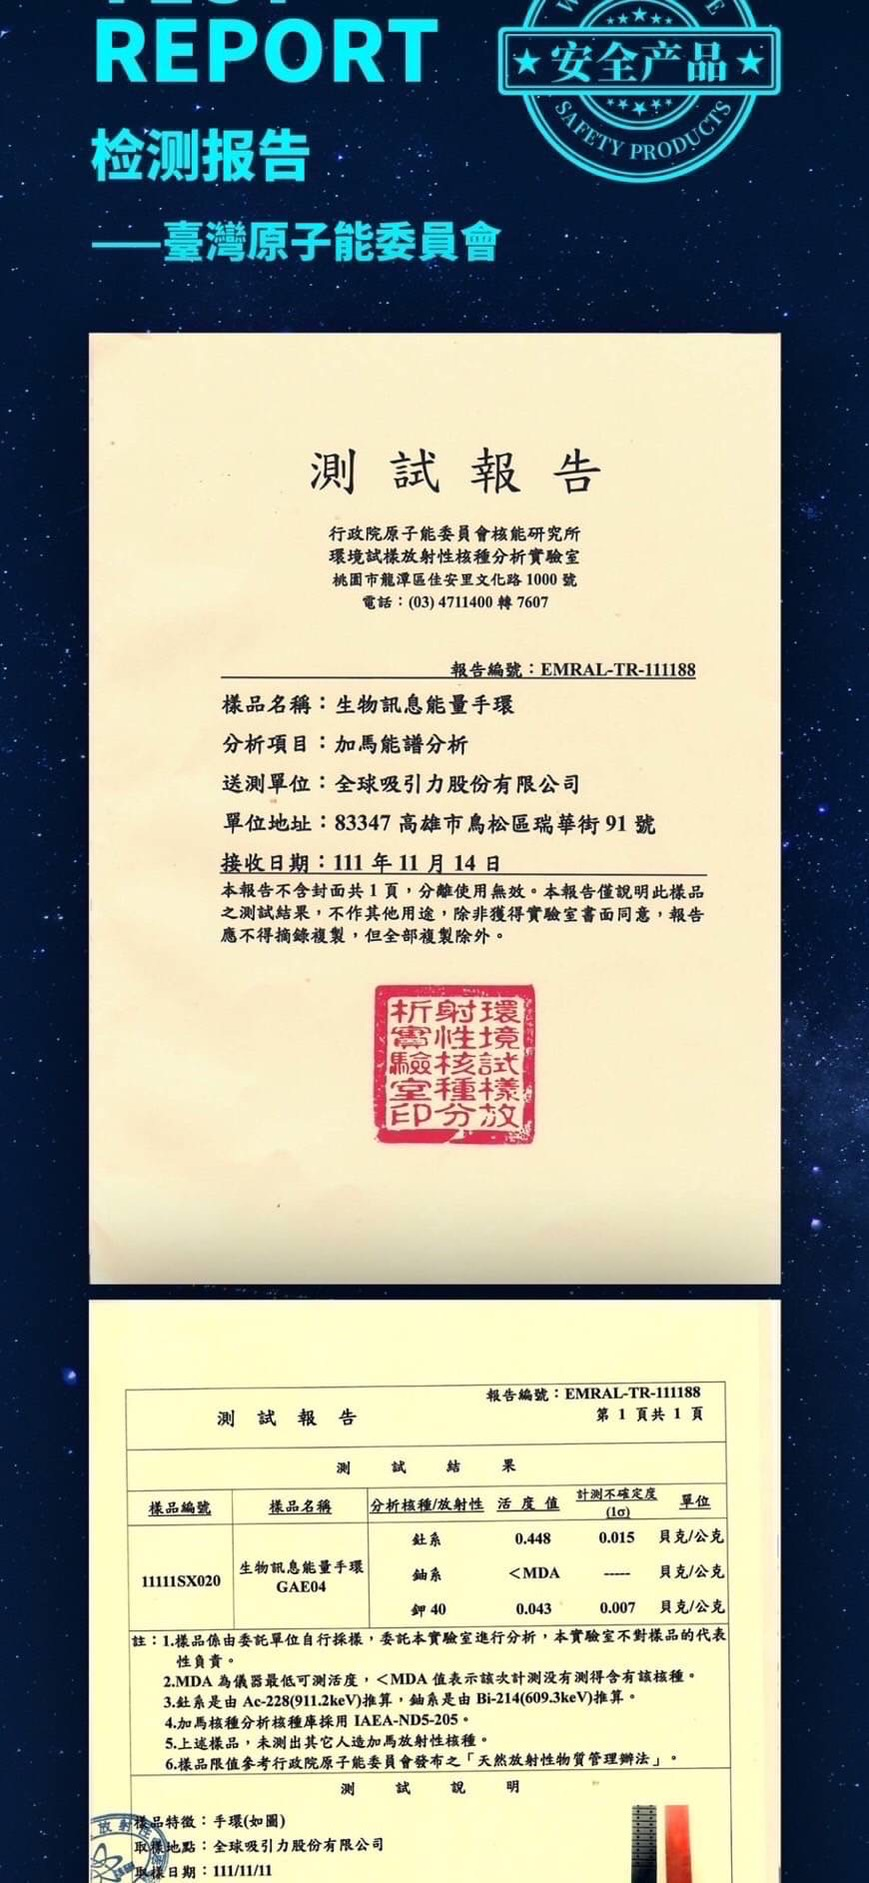 REPORT
安全产品
SAFETY PRODUCTS
检测报告
——臺灣原子能委員會
測試報告
行政院原子能委員會核能研究所
環境試樣放射性核種分析實驗室
桃園市龍潭區佳安里文化路 1000 號
電話：(03) 4711400 轉 7607
報告編號：EMRAL-TR-111188
樣品名稱：生物訊息能量手環
分析項目：加馬能譜分析
送測單位：全球吸引力股份有限公司
單位地址：83347 高雄市鳥松區瑞華街 91 號
接收日期：111 年 11 月 14 日
本報告不含封面共 1 頁，分離使用無效。本報告僅說明此樣品
之測試結果，不作其他用途，除非獲得實驗室書面同意，報告
應不得摘錄複製，但全部複製除外。
環境試樣放
射性核種分
析實驗室印
報告編號：EMRAL-TR-111188
測試報告
第 1 頁共 1 頁
測試結果
樣品編號 樣品名稱 分析核種/放射性 活度值 計測不確定度 (1σ) 單位
釷系 0.448 0.015 貝克/公克
11111SX020 生物訊息能量手環 GAE04 鈾系 ＜MDA ----- 貝克/公克
鉀 40 0.043 0.007 貝克/公克
註：1.樣品係由委託單位自行採樣，委託本實驗室進行分析，本實驗室不對樣品的代表
性負責。
2.MDA 為儀器最低可測活度，＜MDA 值表示該次計測沒有測得含有該核種。
3.釷系是由 Ac-228(911.2keV)推算，鈾系是由 Bi-214(609.3keV)推算。
4.加馬核種分析核種庫採用 IAEA-ND5-205。
5.上述樣品，未測出其它人造加馬放射性核種。
6.樣品限值參考行政院原子能委員會發布之「天然放射性物質管理辦法」。
測試說明
樣品特徵：手環(如圖)
取樣地點：全球吸引力股份有限公司
取樣日期：111/11/11